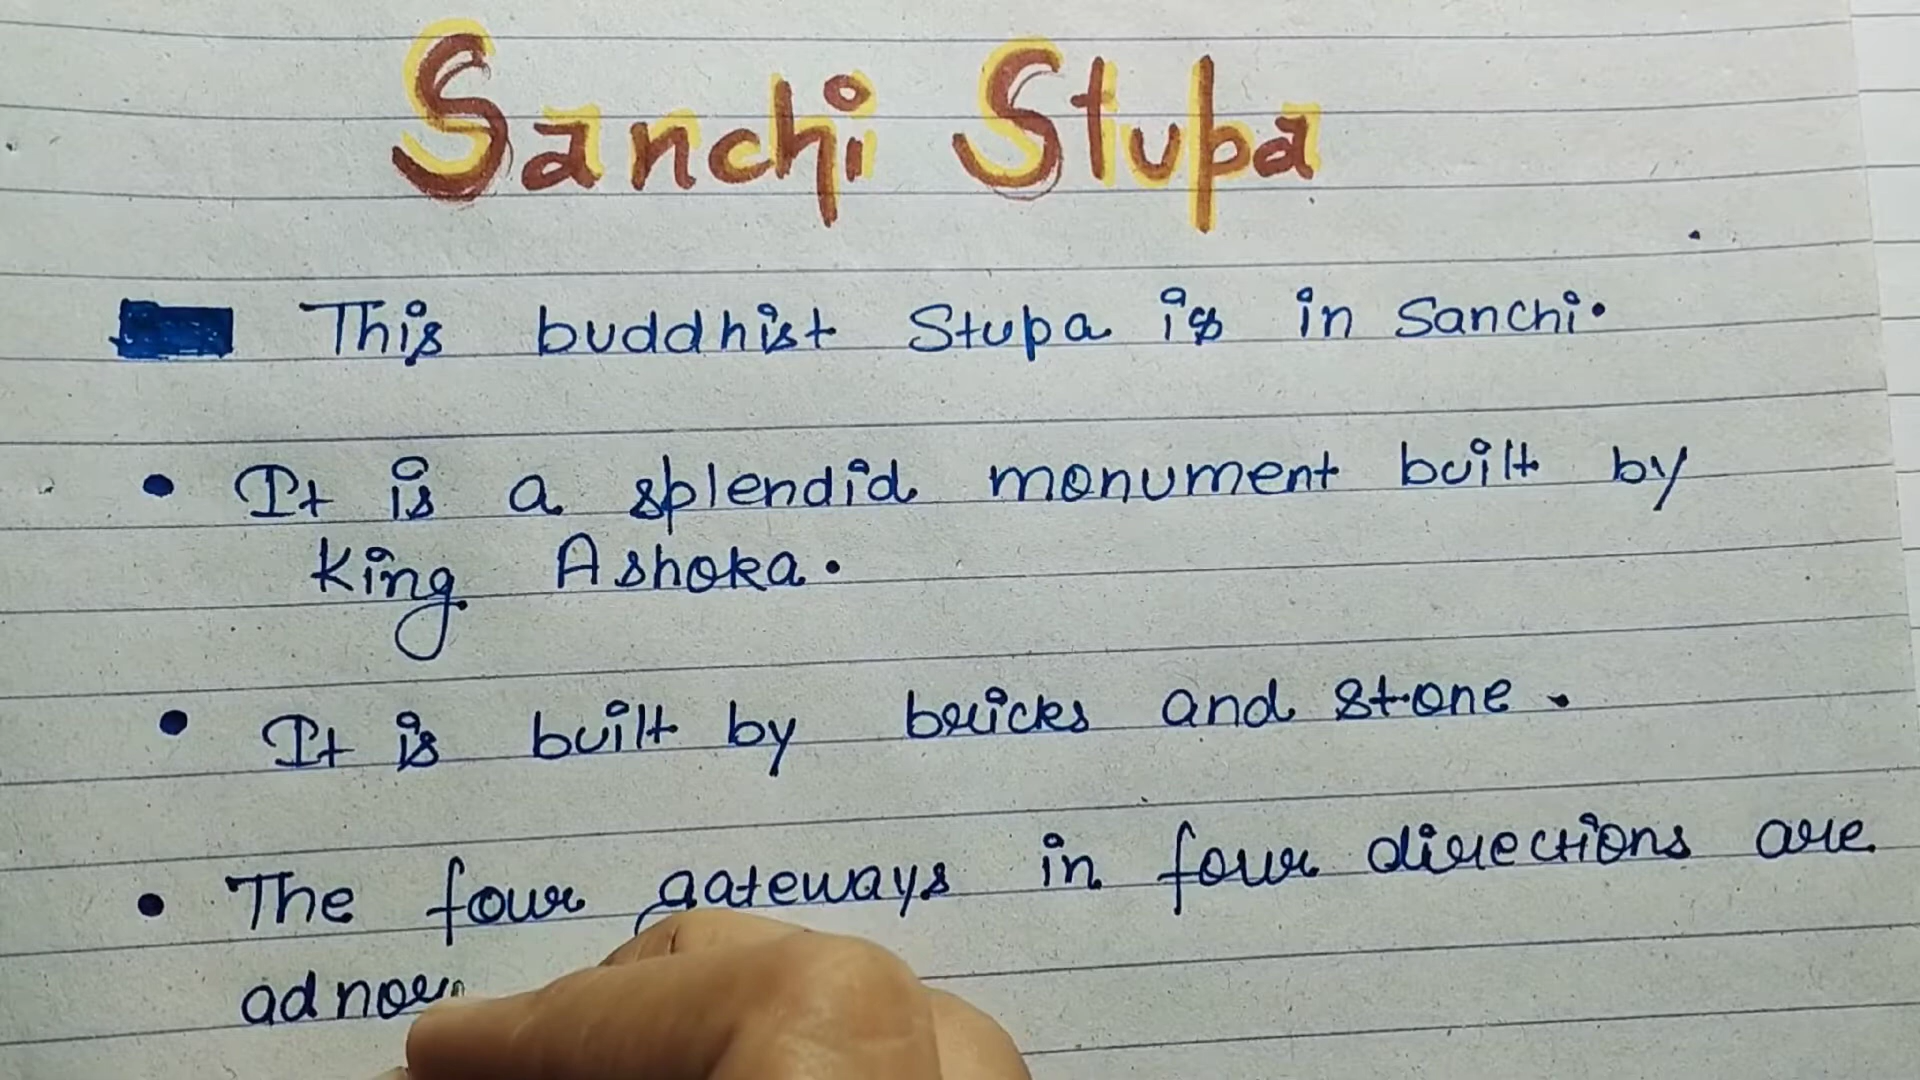 Sanchi Stupa
This buddhist Stupa is in Sanchi.
It is a splendid monument built by
King Ashoka.
It is built by bricks and stone.
The four gateways in four directions are